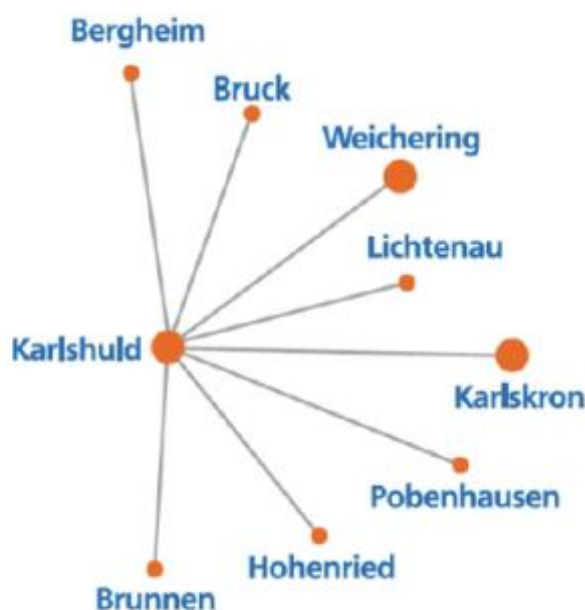 Bergheim
Bruck
Weichering
Lichtenau
Karlshuld
Karlskron
Pobenhausen
Hohenried
Brunnen